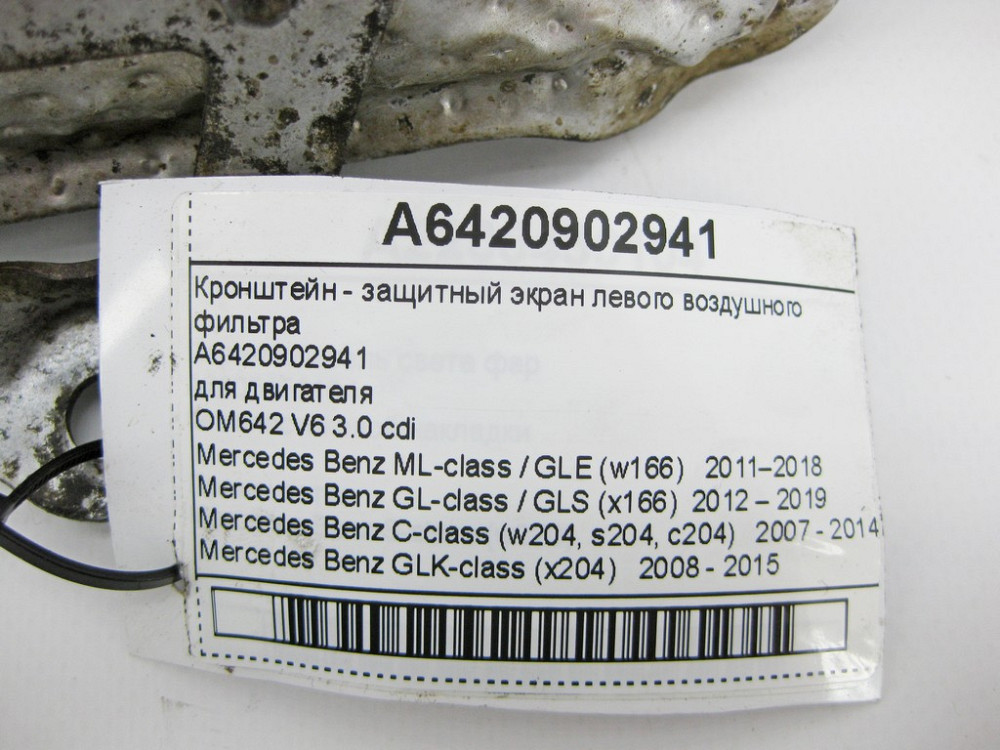 A6420902941
Кронштейн - защитный экран левого воздушного
фильтра
A6420902941
для двигателя
OM642 V6 3.0 cdi
Mercedes Benz ML-class / GLE (w166) 2011–2018
Mercedes Benz GL-class / GLS (x166) 2012 – 2019
Mercedes Benz C-class (w204, s204, c204) 2007 - 2014
Mercedes Benz GLK-class (x204) 2008 - 2015